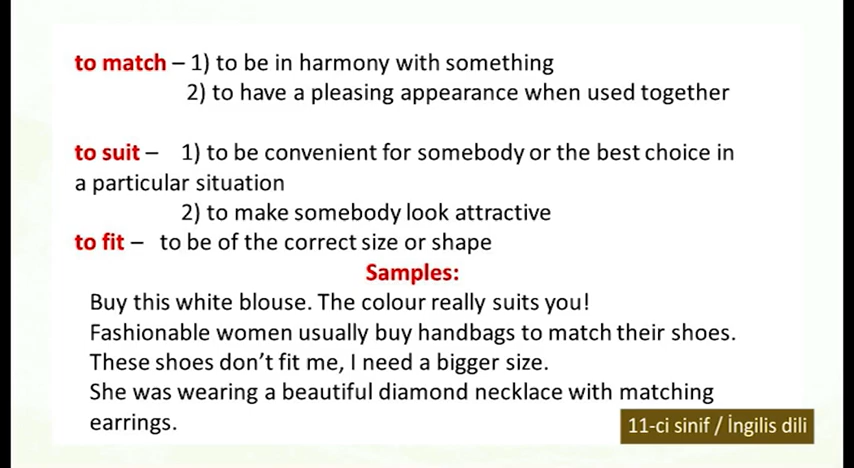 to match – 1) to be in harmony with something
2) to have a pleasing appearance when used together
to suit – 1) to be convenient for somebody or the best choice in
a particular situation
2) to make somebody look attractive
to fit – to be of the correct size or shape
Samples:
Buy this white blouse. The colour really suits you!
Fashionable women usually buy handbags to match their shoes.
These shoes don’t fit me, I need a bigger size.
She was wearing a beautiful diamond necklace with matching
earrings.
11-ci sinif / İngilis dili